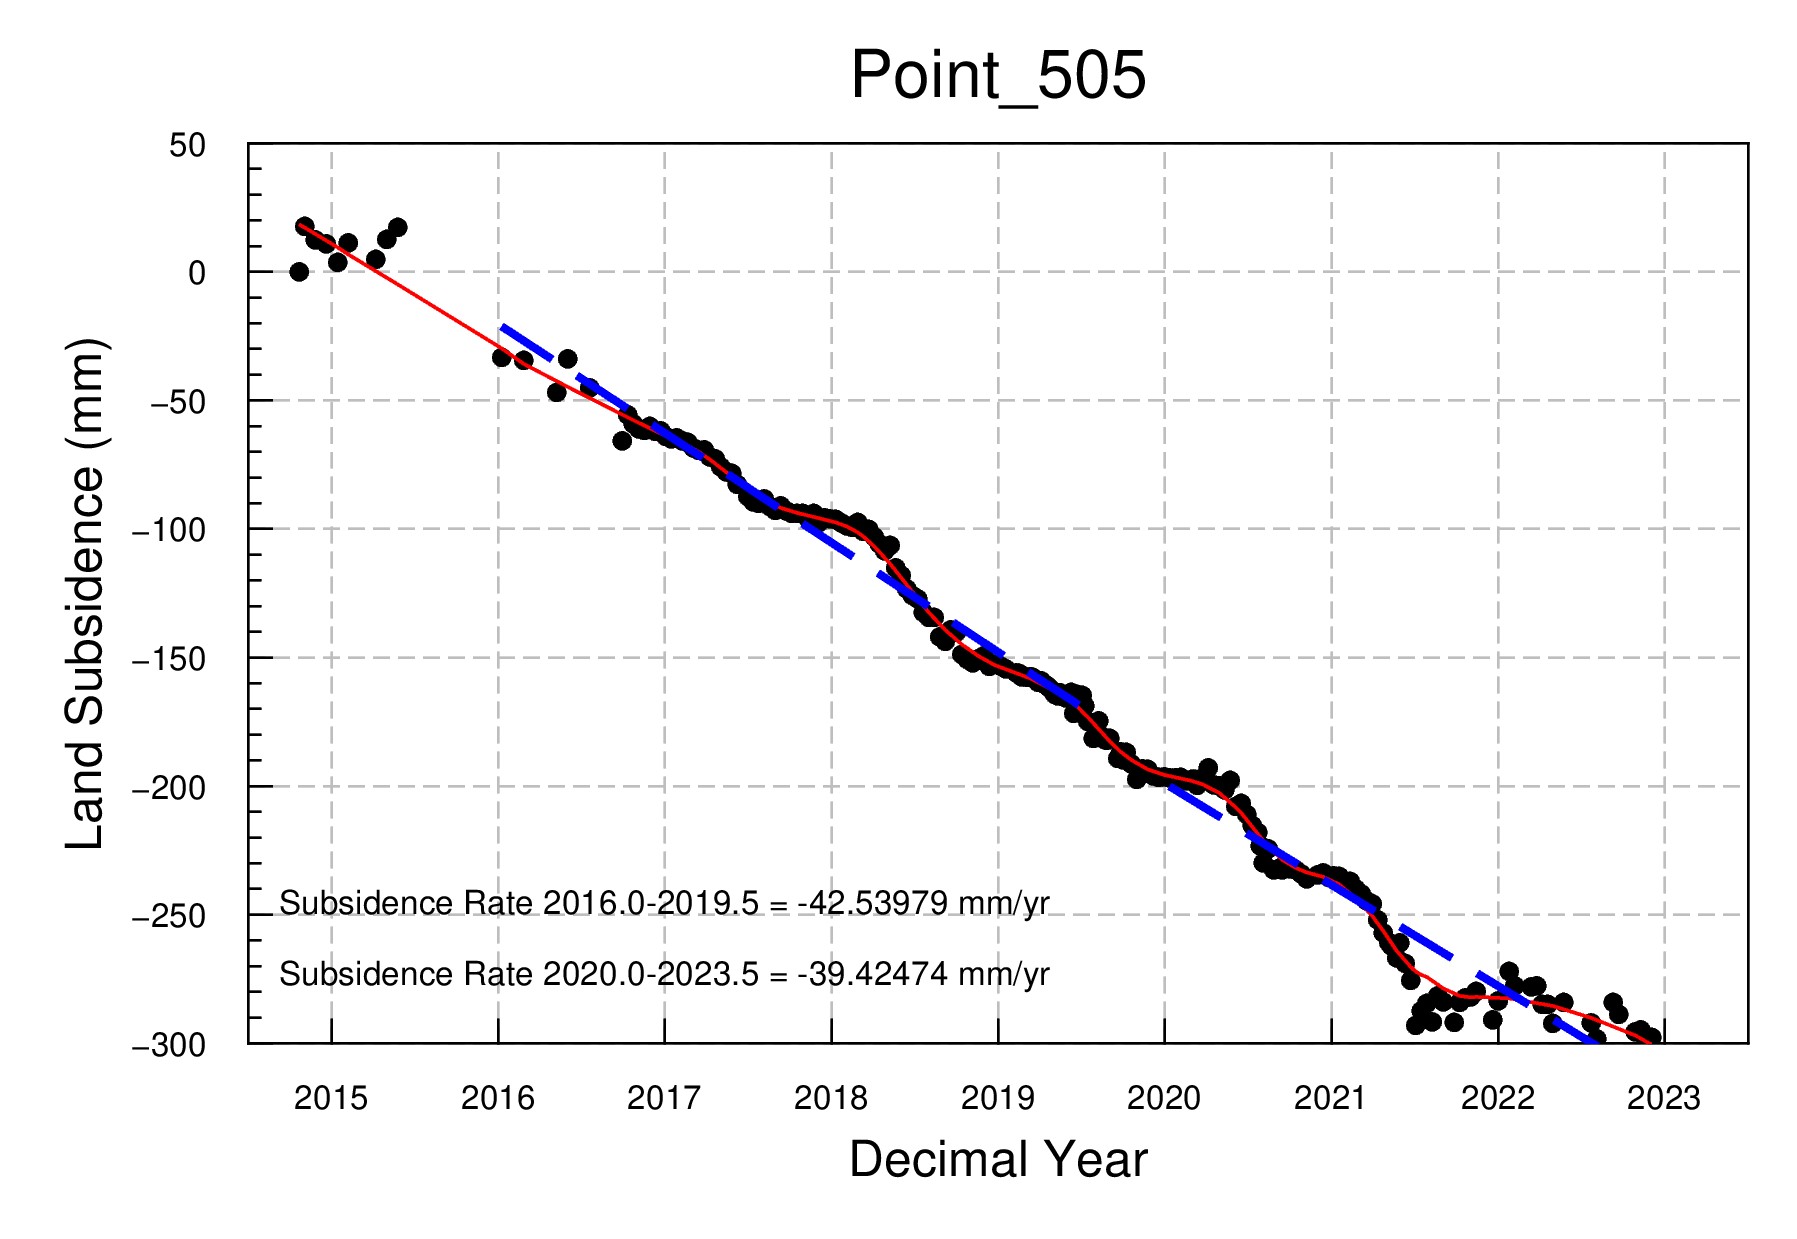 Point_505
50
0
−50
−100
−150
−200
−250
−300
Land Subsidence (mm)
Subsidence Rate 2016.0-2019.5 = -42.53979 mm/yr
Subsidence Rate 2020.0-2023.5 = -39.42474 mm/yr
2015 2016 2017 2018 2019 2020 2021 2022 2023
Decimal Year